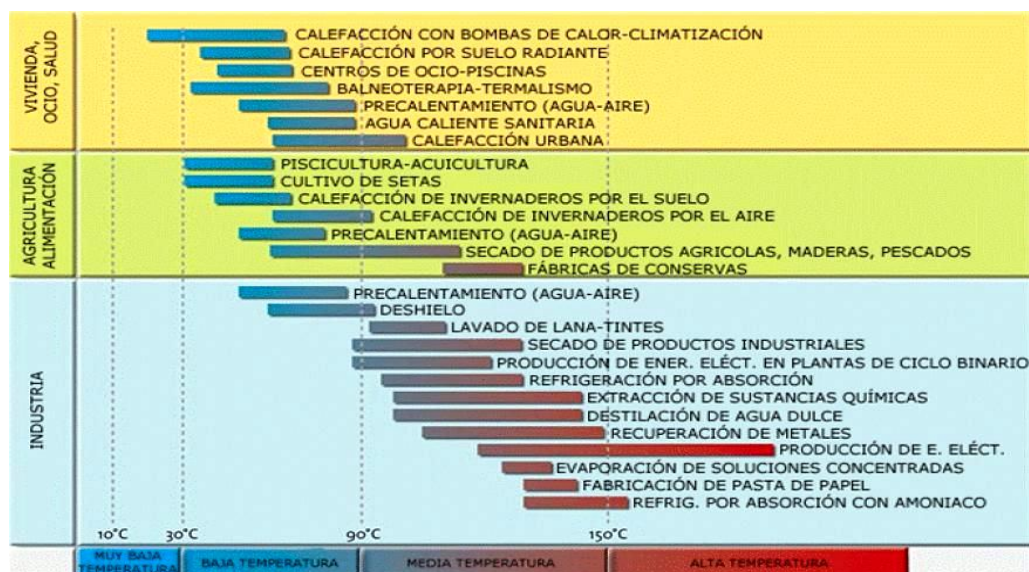 VIVIENDA,
OCIO, SALUD
CALEFACCIÓN CON BOMBAS DE CALOR-CLIMATIZACIÓN
CALEFACCIÓN POR SUELO RADIANTE
CENTROS DE OCIO-PISCINAS
BALNEOTERAPIA-TERMALISMO
PRECALENTAMIENTO (AGUA-AIRE)
AGUA CALIENTE SANITARIA
CALEFACCIÓN URBANA
AGRICULTURA
ALIMENTACIÓN
PISCICULTURA-ACUICULTURA
CULTIVO DE SETAS
CALEFACCIÓN DE INVERNADEROS POR EL SUELO
CALEFACCIÓN DE INVERNADEROS POR EL AIRE
PRECALENTAMIENTO (AGUA-AIRE)
SECADO DE PRODUCTOS AGRICOLAS, MADERAS, PESCADOS
FÁBRICAS DE CONSERVAS
INDUSTRIA
PRECALENTAMIENTO (AGUA-AIRE)
DESHIELO
LAVADO DE LANA-TINTES
SECADO DE PRODUCTOS INDUSTRIALES
PRODUCCIÓN DE ENER. ELÉCT. EN PLANTAS DE CICLO BINARIO
REFRIGERACIÓN POR ABSORCIÓN
EXTRACCIÓN DE SUSTANCIAS QUÍMICAS
DESTILACIÓN DE AGUA DULCE
RECUPERACIÓN DE METALES
PRODUCCIÓN DE E. ELÉCT.
EVAPORACIÓN DE SOLUCIONES CONCENTRADAS
FABRICACIÓN DE PASTA DE PAPEL
REFRIG. POR ABSORCIÓN CON AMONIACO
10°C 30°C 90°C 150°C
MUY BAJA
TEMPERATURA
BAJA TEMPERATURA
MEDIA TEMPERATURA
ALTA TEMPERATURA